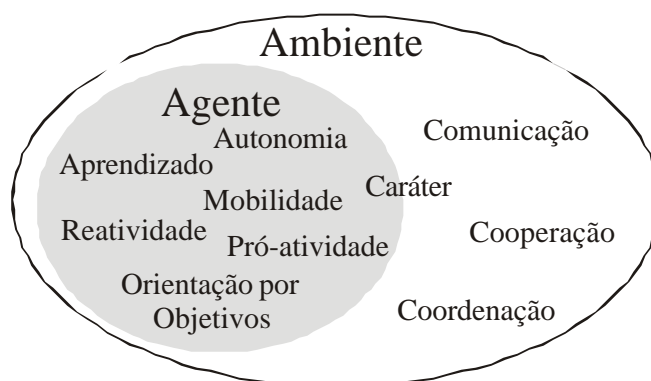 Ambiente
Agente
Autonomia
Comunicação
Aprendizado
Caráter
Mobilidade
Reatividade
Cooperação
Pró-atividade
Orientação por
Objetivos
Coordenação